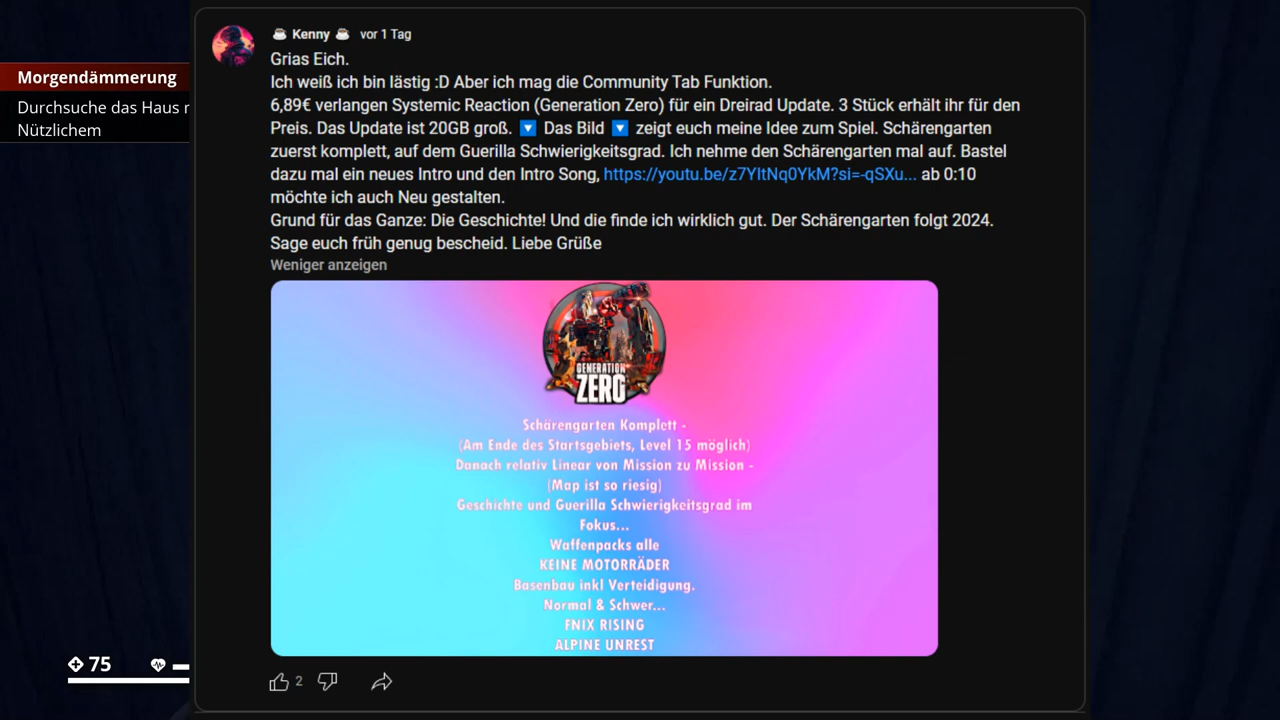 ☕ Kenny ☕ vor 1 Tag
Grias Eich.
Morgendämmerung
Ich weiß ich bin lästig :D Aber ich mag die Community Tab Funktion.
Durchsuche das Haus
6,89€ verlangen Systemic Reaction (Generation Zero) für ein Dreirad Update. 3 Stück erhält ihr für den
Nützlichem
Preis. Das Update ist 20GB groß. 🔽 Das Bild 🔽 zeigt euch meine Idee zum Spiel. Schärengarten
zuerst komplett, auf dem Guerilla Schwierigkeitsgrad. Ich nehme den Schärengarten mal auf. Bastel
dazu mal ein neues Intro und den Intro Song, https://youtu.be/z7YItNq0YkM?si=-qSXu... ab 0:10
möchte ich auch Neu gestalten.
Grund für das Ganze: Die Geschichte! Und die finde ich wirklich gut. Der Schärengarten folgt 2024.
Sage euch früh genug bescheid. Liebe Grüße
Weniger anzeigen
GENERATION
ZERO
Schärengarten Komplett -
(Am Ende des Startsgebiets, Level 15 möglich)
Danach relativ Linear von Mission zu Mission -
(Map ist so riesig)
Geschichte und Guerilla Schwierigkeitsgrad im
Fokus...
Waffenpacks alle
KEINE MOTORRÄDER
Basenbau inkl Verteidigung.
Normal & Schwer...
FNIX RISING
ALPINE UNREST
75
2